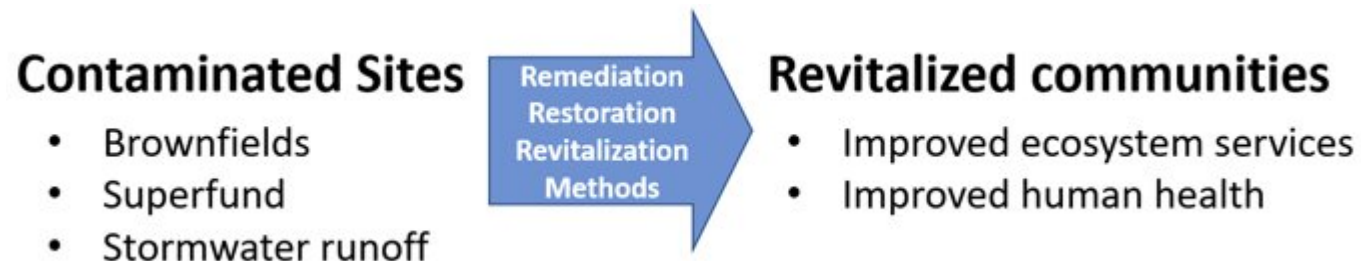 Contaminated Sites
• Brownfields
• Superfund
• Stormwater runoff
Remediation
Restoration
Revitalization
Methods
Revitalized communities
• Improved ecosystem services
• Improved human health